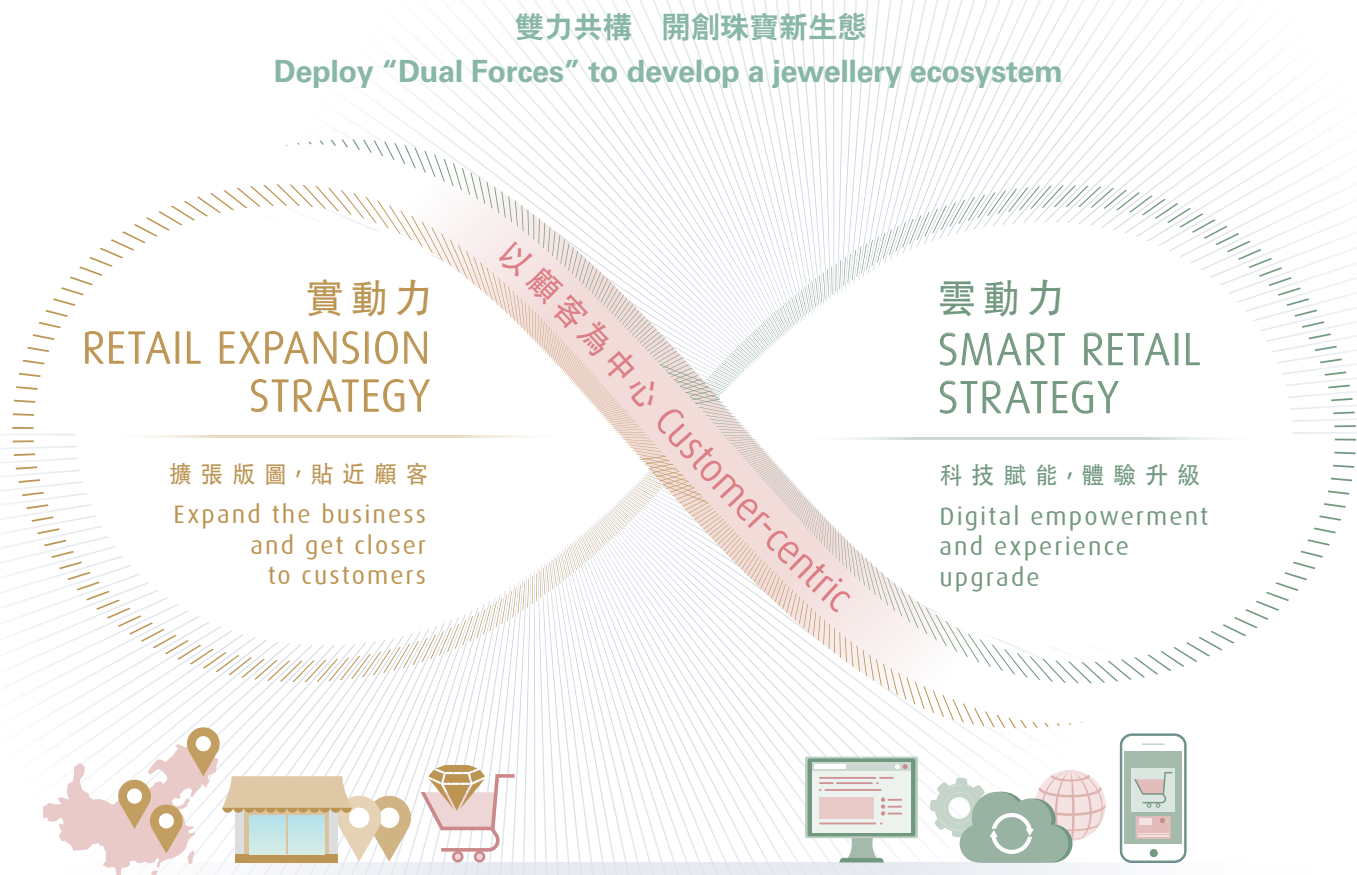 雙力共構　開創珠寶新生態
Deploy “Dual Forces” to develop a jewellery ecosystem
實動力
RETAIL EXPANSION
STRATEGY
擴張版圖，貼近顧客
Expand the business
and get closer
to customers
以顧客為中心 Customer-centric
雲動力
SMART RETAIL
STRATEGY
科技賦能，體驗升級
Digital empowerment
and experience
upgrade